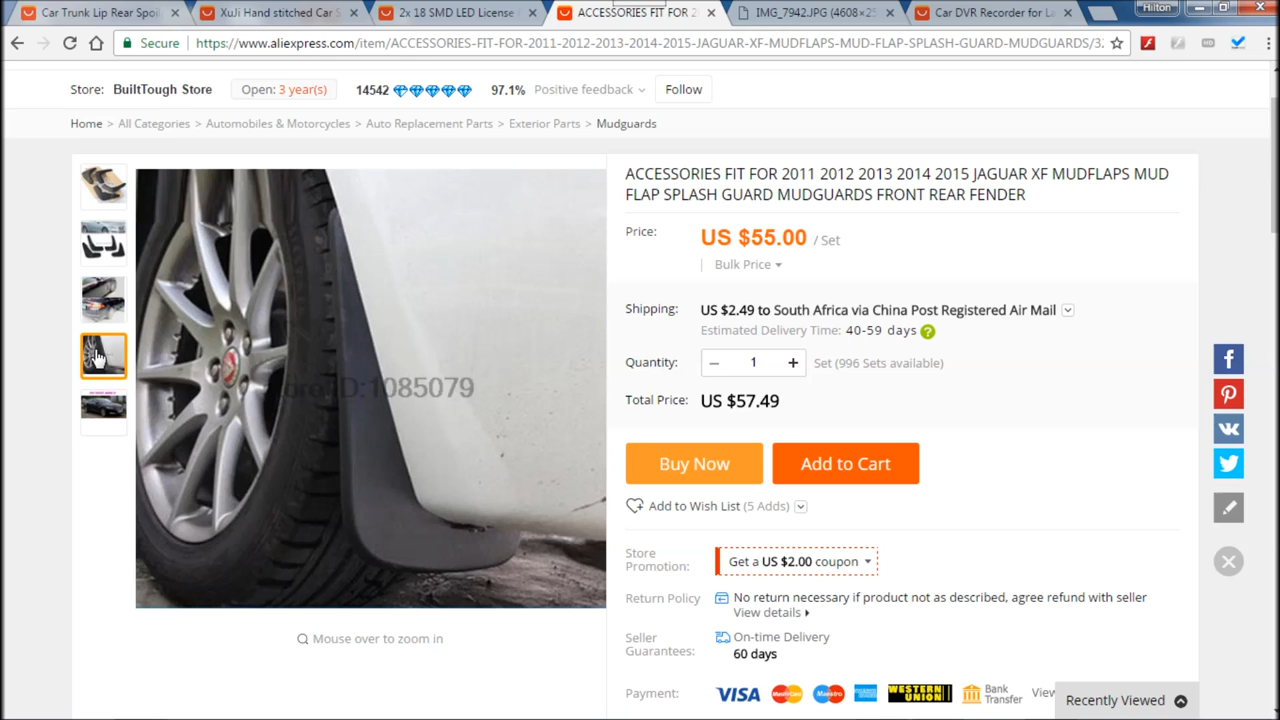 Car Trunk Lip Rear Spoi
XuJi Hand stitched Car S
2x 18 SMD LED License
ACCESSORIES FIT FOR 2
IMG_7942.JPG (4608×25
Car DVR Recorder for La
Hilton
Secure
https://www.aliexpress.com/item/ACCESSORIES-FIT-FOR-2011-2012-2013-2014-2015-JAGUAR-XF-MUDFLAPS-MUD-FLAP-SPLASH-GUARD-MUDGUARDS/32
Store: BuiltTough Store Open: 3 year(s) 14542 97.1% Positive feedback Follow
Home > All Categories > Automobiles & Motorcycles > Auto Replacement Parts > Exterior Parts > Mudguards
ACCESSORIES FIT FOR 2011 2012 2013 2014 2015 JAGUAR XF MUDFLAPS MUD
FLAP SPLASH GUARD MUDGUARDS FRONT REAR FENDER
Price: US $55.00 / Set
Bulk Price
Shipping: US $2.49 to South Africa via China Post Registered Air Mail
Estimated Delivery Time: 40-59 days ?
Quantity: − 1 + Set (996 Sets available)
ID:1085079
Total Price: US $57.49
Buy Now Add to Cart
Add to Wish List (5 Adds)
Store
Promotion: Get a US $2.00 coupon
Return Policy No return necessary if product not as described, agree refund with seller
View details
Mouse over to zoom in
Seller
Guarantees: On-time Delivery
60 days
Payment: VISA MasterCard Maestro WESTERN UNION Bank Transfer View
Recently Viewed